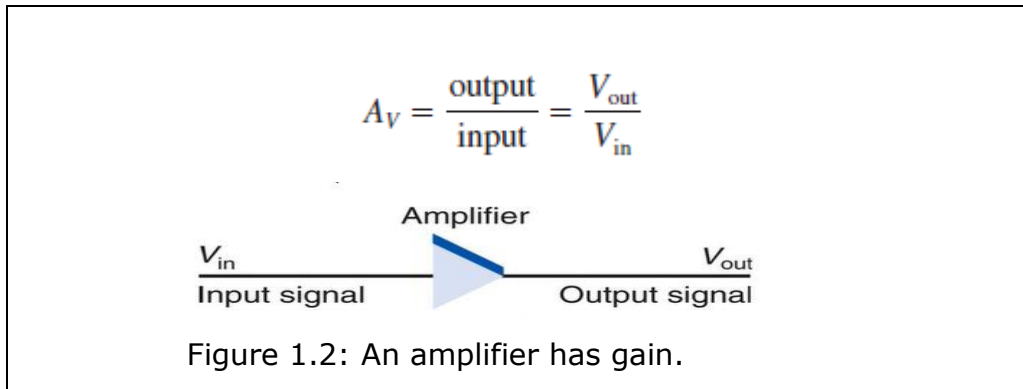 A_V = output / input = V_out / V_in
Amplifier
V_in V_out
Input signal Output signal
Figure 1.2: An amplifier has gain.